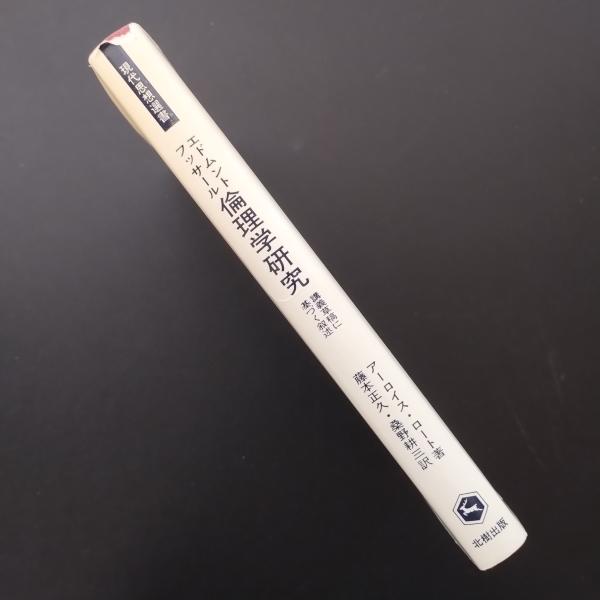 現代思想選書
エドムント
フッサール
倫理学研究
講義草稿に
基づく叙述
アーロイス・ロート著
藤本正久・桑野耕三訳
北樹出版